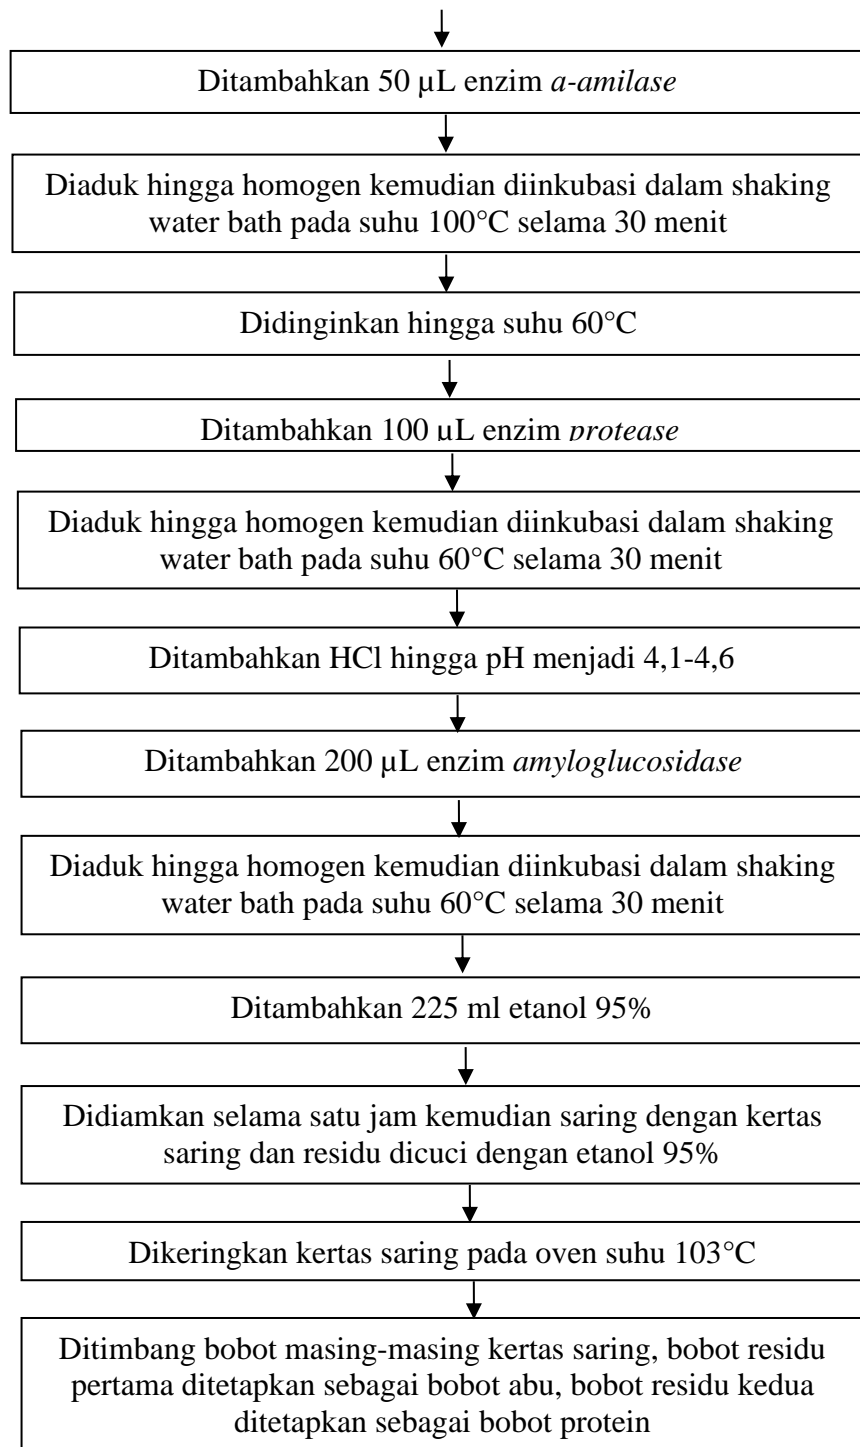 Ditambahkan 50 µL enzim a-amilase
Diaduk hingga homogen kemudian diinkubasi dalam shaking
water bath pada suhu 100°C selama 30 menit
Didinginkan hingga suhu 60°C
Ditambahkan 100 µL enzim protease
Diaduk hingga homogen kemudian diinkubasi dalam shaking
water bath pada suhu 60°C selama 30 menit
Ditambahkan HCl hingga pH menjadi 4,1-4,6
Ditambahkan 200 µL enzim amyloglucosidase
Diaduk hingga homogen kemudian diinkubasi dalam shaking
water bath pada suhu 60°C selama 30 menit
Ditambahkan 225 ml etanol 95%
Didiamkan selama satu jam kemudian saring dengan kertas
saring dan residu dicuci dengan etanol 95%
Dikeringkan kertas saring pada oven suhu 103°C
Ditimbang bobot masing-masing kertas saring, bobot residu
pertama ditetapkan sebagai bobot abu, bobot residu kedua
ditetapkan sebagai bobot protein